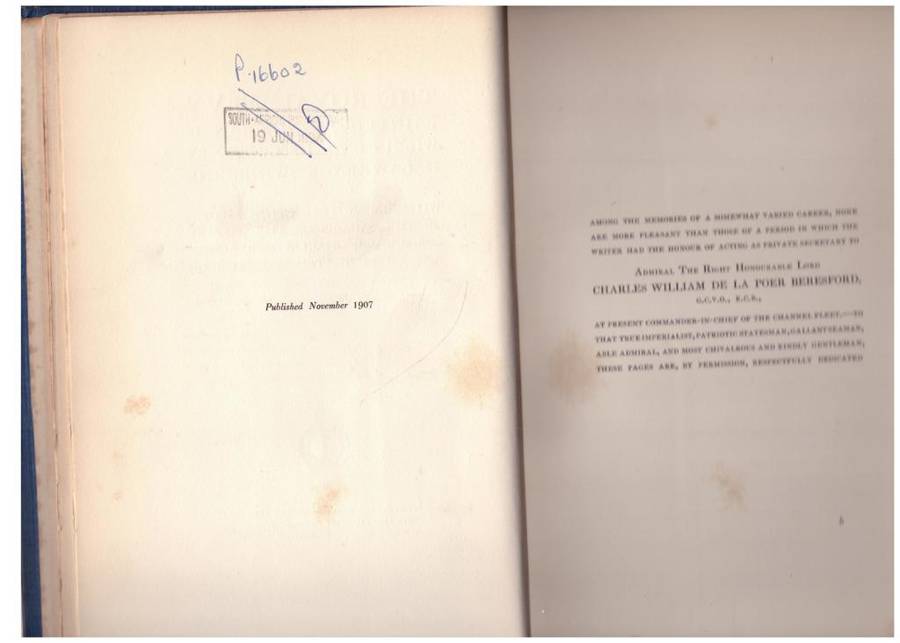 P.16602
SOUTH-
19 JUN
Published November 1907
AMONG THE MEMORIES OF A SOMEWHAT VARIED CAREER, NONE
ARE MORE PLEASANT THAN THOSE OF A PERIOD IN WHICH THE
WRITER HAD THE HONOUR OF ACTING AS PRIVATE SECRETARY TO
ADMIRAL THE RIGHT HONOURABLE LORD
CHARLES WILLIAM DE LA POER BERESFORD,
G.C.V.O., K.C.B.,
AT PRESENT COMMANDER-IN-CHIEF OF THE CHANNEL FLEET,—TO
THAT TRUE IMPERIALIST, PATRIOTIC STATESMAN, GALLANT SEAMAN,
ABLE ADMIRAL, AND MOST CHIVALROUS AND KINDLY GENTLEMAN,
THESE PAGES ARE, BY PERMISSION, RESPECTFULLY DEDICATED
b